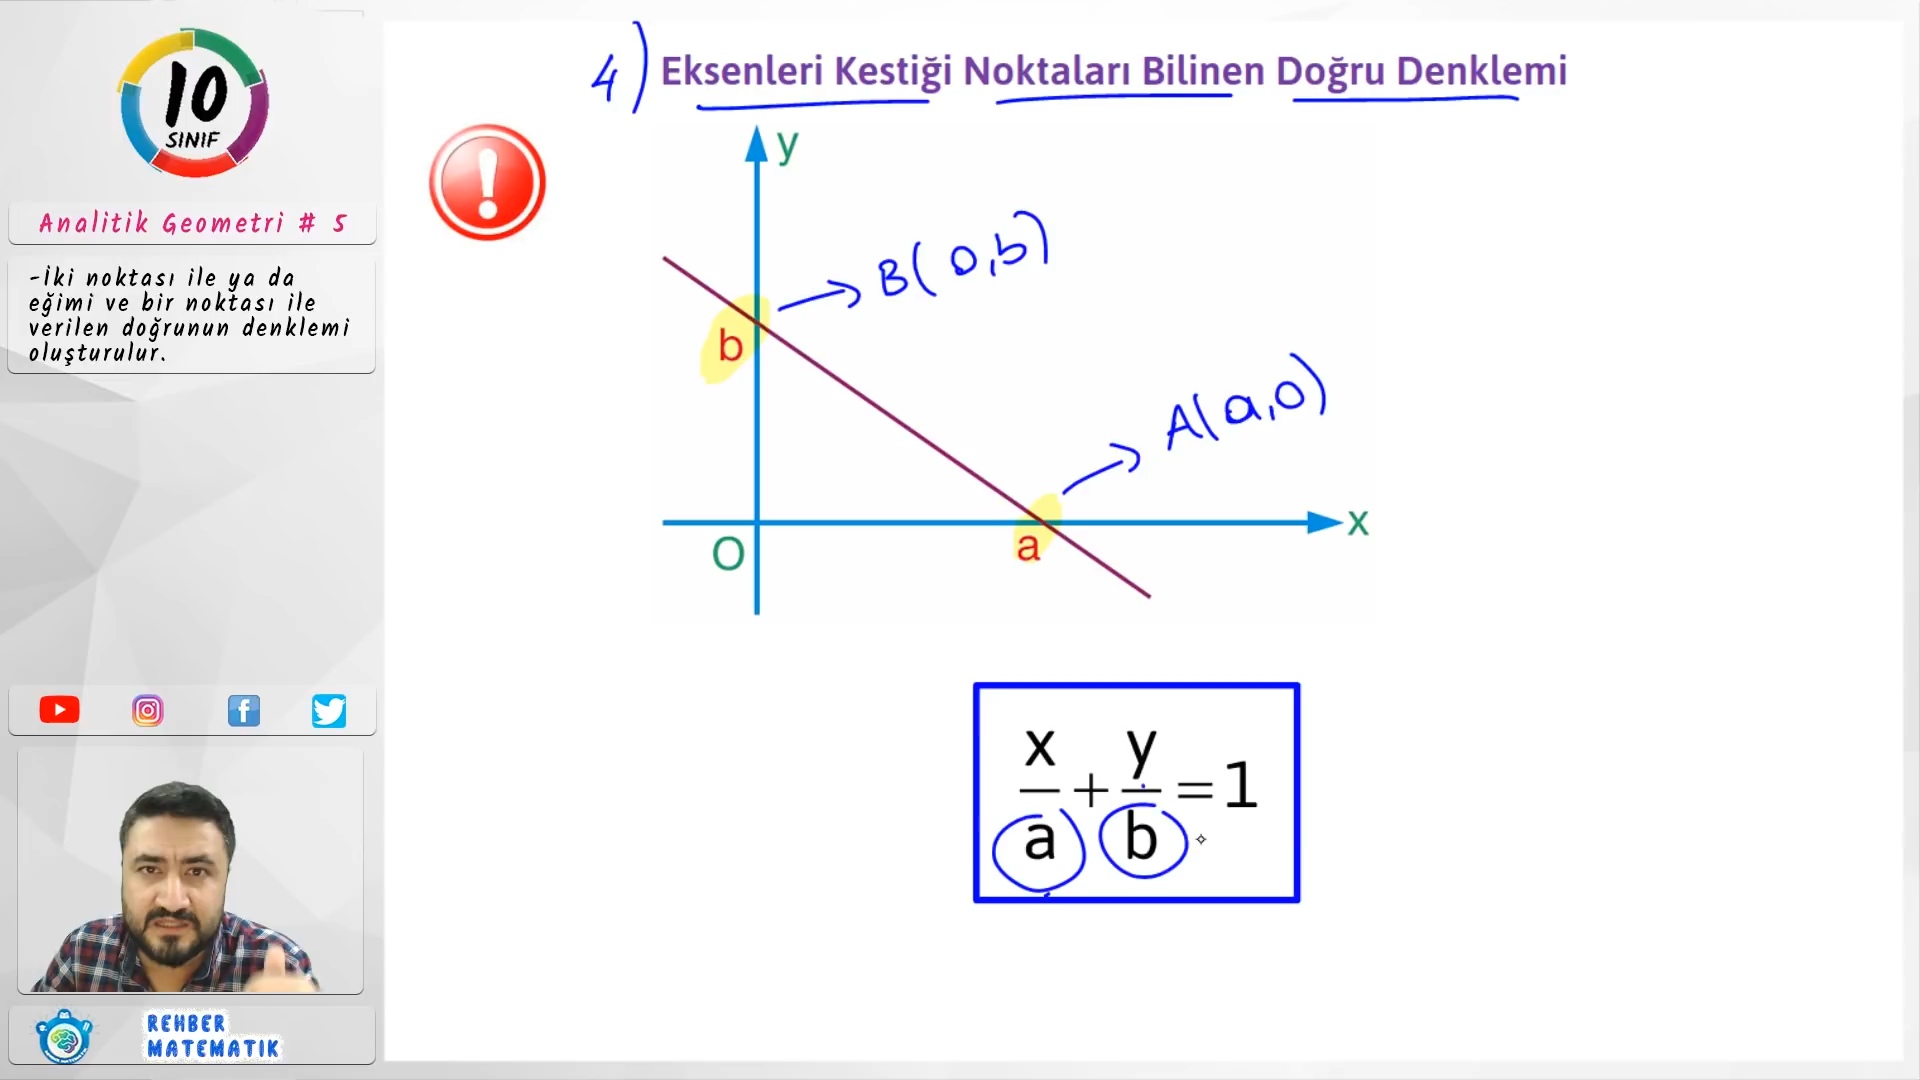 10
SINIF
Analitik Geometri # 5
-İki noktası ile ya da
eğimi ve bir noktası ile
verilen doğrunun denklemi
oluşturulur.
REHBER
MATEMATIK
4) Eksenleri Kestiği Noktaları Bilinen Doğru Denklemi
y
B(0,b)
b
A(a,0)
x
O
a
x/a + y/b = 1